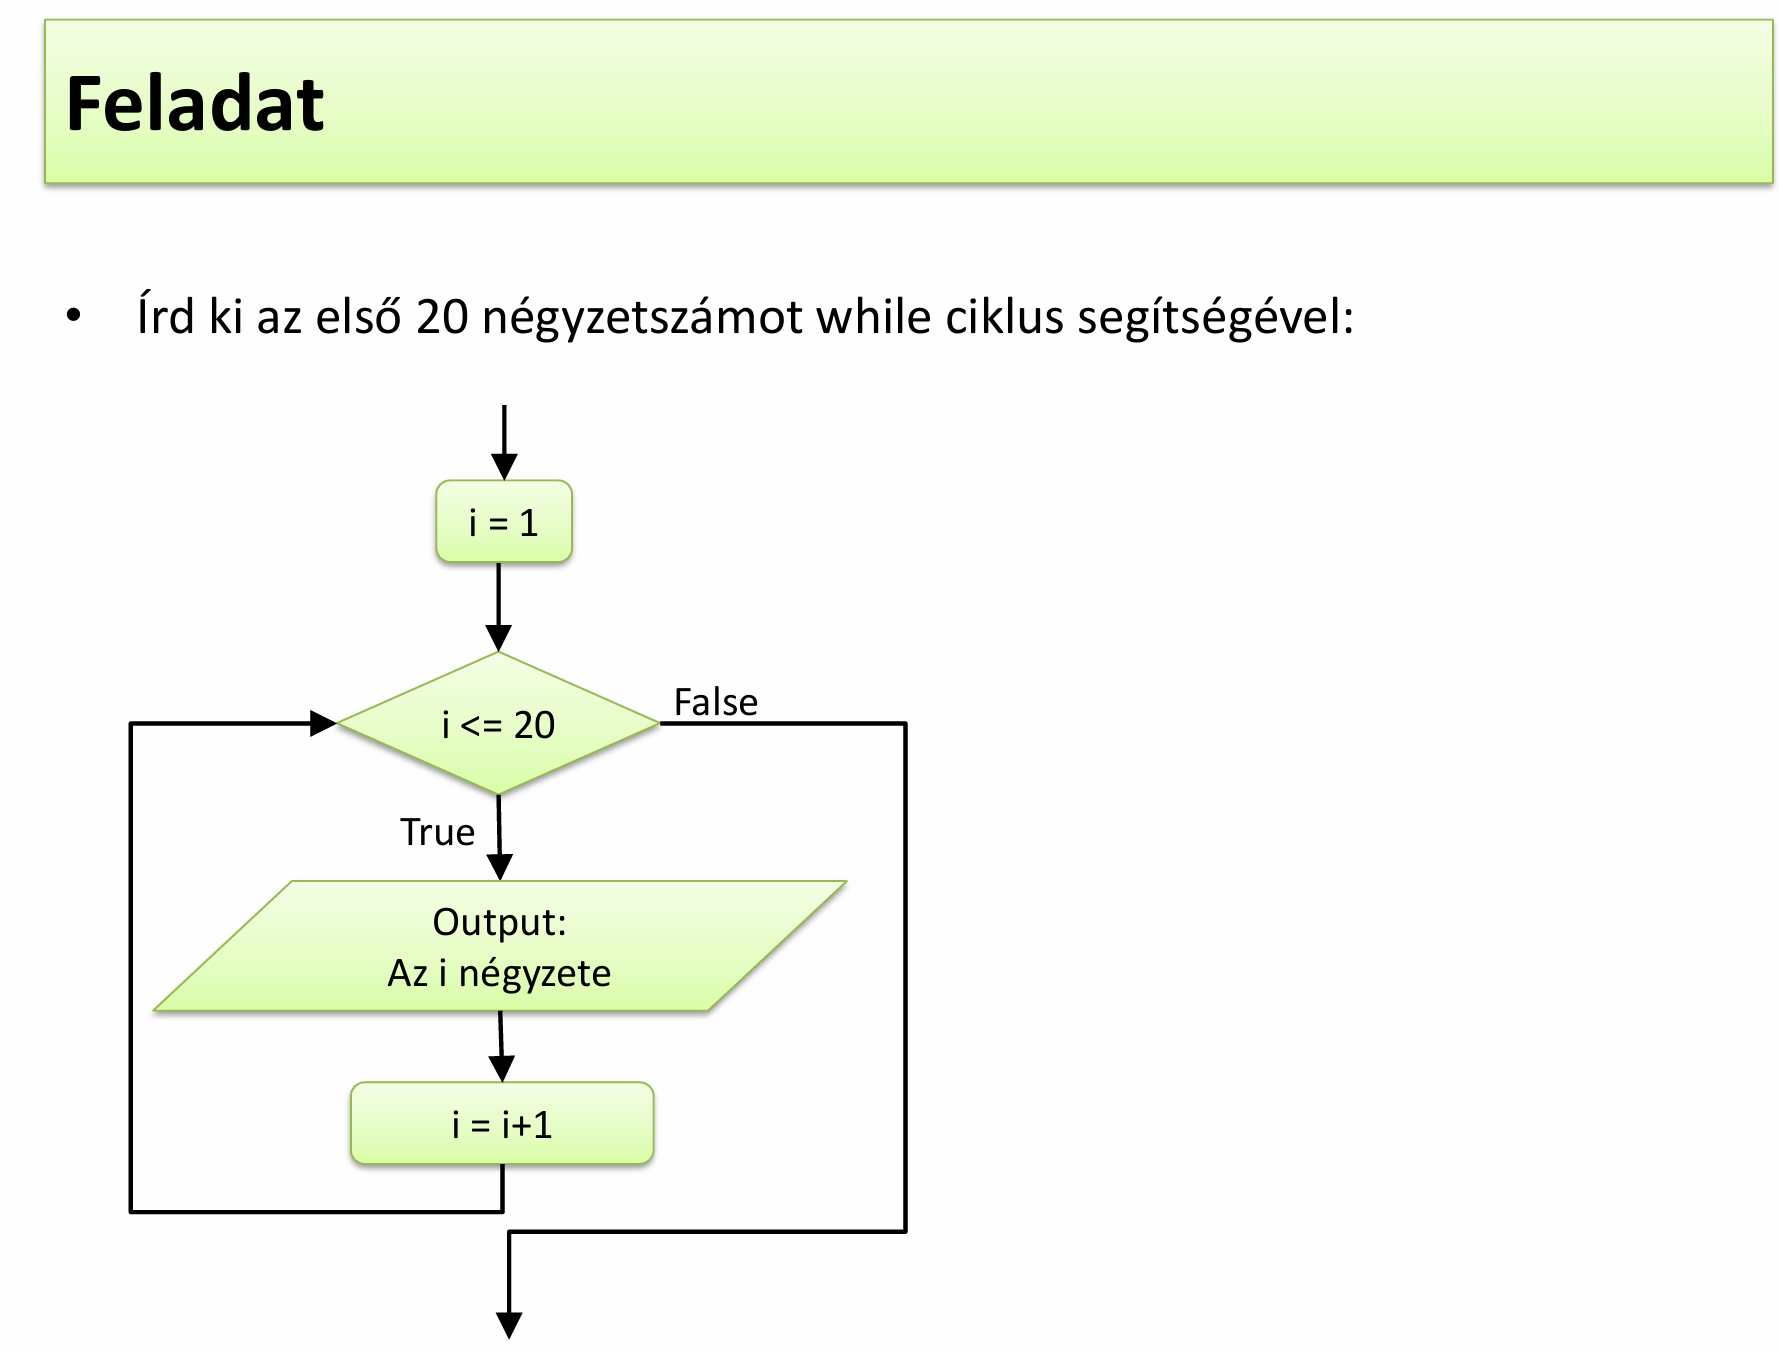 Feladat
• Írd ki az első 20 négyzetszámot while ciklus segítségével:
i = 1
i <= 20
False
True
Output:
Az i négyzete
i = i+1